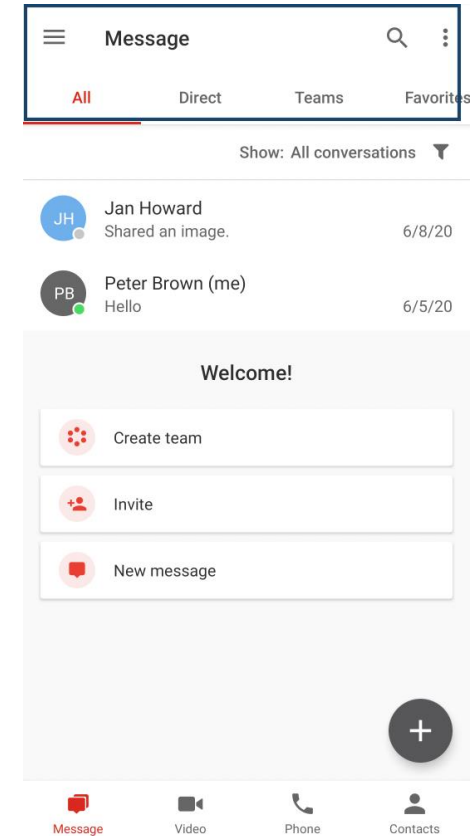 Message
All Direct Teams Favorites
Show: All conversations
JH
Jan Howard
Shared an image. 6/8/20
PB
Peter Brown (me)
Hello 6/5/20
Welcome!
Create team
Invite
New message
Message Video Phone Contacts